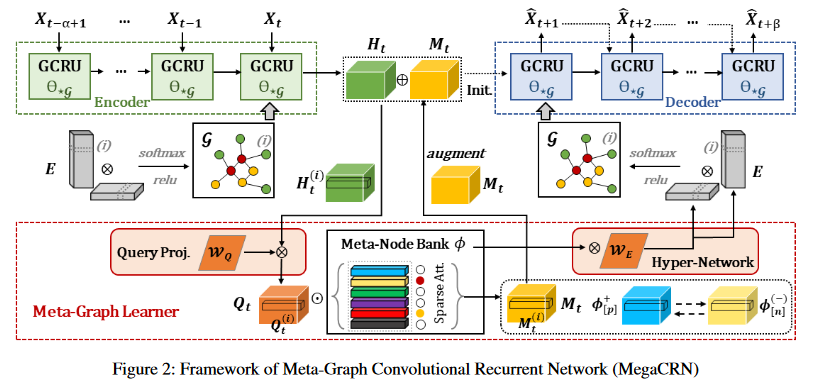 X_{t-α+1} ... X_{t-1} X_t
H_t M_t
X̂_{t+1} X̂_{t+2} ... X̂_{t+β}
GCRU ... GCRU GCRU
Θ_{⋆𝒢} Θ_{⋆𝒢} Θ_{⋆𝒢}
Encoder
⊕
Init.
GCRU GCRU ... GCRU
Θ_{⋆𝒢} Θ_{⋆𝒢} Θ_{⋆𝒢}
Decoder
E (i) ⊗
softmax
relu
𝒢 (i)
H_t^{(i)}
augment
M_t
𝒢 (i)
softmax
relu
(i) ⊗ E
Query Proj. 𝒲_Q ⊗
Meta-Node Bank ϕ
⊗ 𝒲_E
Hyper-Network
Meta-Graph Learner
Q_t
Q_t^{(i)}
⊙
Sparse Att.
M_t^{(i)} M_t
ϕ_{[p]}^{+} ϕ_{[n]}^{(-)}
Figure 2: Framework of Meta-Graph Convolutional Recurrent Network (MegaCRN)